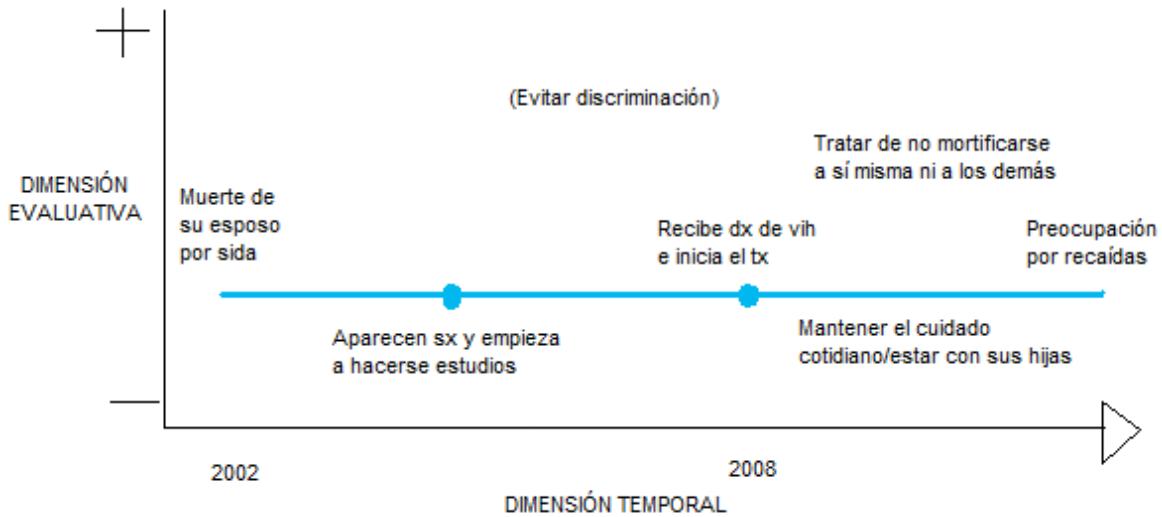 (Evitar discriminación)
Tratar de no mortificarse
a sí misma ni a los demás
DIMENSIÓN
EVALUATIVA
Muerte de
su esposo
por sida
Recibe dx de vih
e inicia el tx
Preocupación
por recaídas
Aparecen sx y empieza
a hacerse estudios
Mantener el cuidado
cotidiano/estar con sus hijas
2002
2008
DIMENSIÓN TEMPORAL